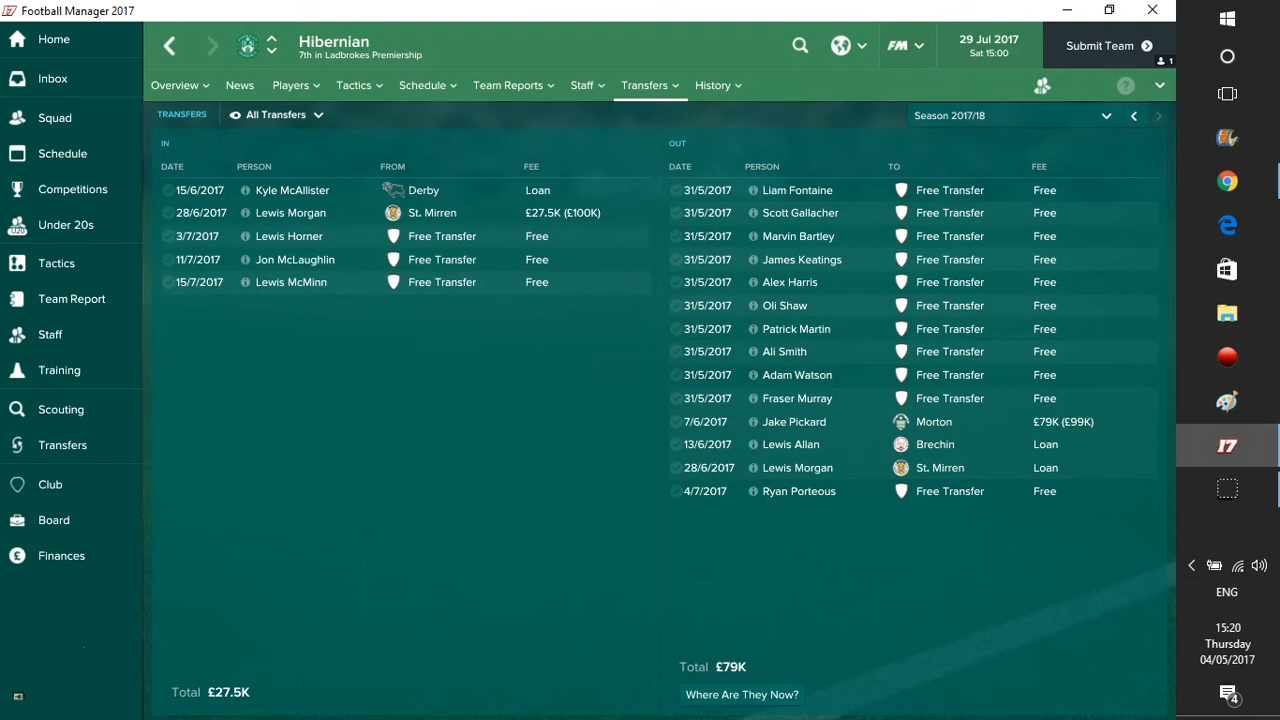 17 Football Manager 2017
Home
Inbox
Squad
Schedule
Competitions
Under 20s
Tactics
Team Report
Staff
Training
Scouting
Transfers
Club
Board
Finances
Hibernian
7th in Ladbrokes Premiership
FM
29 Jul 2017
Sat 15:00
Submit Team
1
Overview News Players Tactics Schedule Team Reports Staff Transfers History ?
TRANSFERS All Transfers Season 2017/18
IN
DATE PERSON FROM FEE
15/6/2017 Kyle McAllister Derby Loan
28/6/2017 Lewis Morgan St. Mirren £27.5K (£100K)
3/7/2017 Lewis Horner Free Transfer Free
11/7/2017 Jon McLaughlin Free Transfer Free
15/7/2017 Lewis McMinn Free Transfer Free
Total £27.5K
OUT
DATE PERSON TO FEE
31/5/2017 Liam Fontaine Free Transfer Free
31/5/2017 Scott Gallacher Free Transfer Free
31/5/2017 Marvin Bartley Free Transfer Free
31/5/2017 James Keatings Free Transfer Free
31/5/2017 Alex Harris Free Transfer Free
31/5/2017 Oli Shaw Free Transfer Free
31/5/2017 Patrick Martin Free Transfer Free
31/5/2017 Ali Smith Free Transfer Free
31/5/2017 Adam Watson Free Transfer Free
31/5/2017 Fraser Murray Free Transfer Free
7/6/2017 Jake Pickard Morton £79K (£99K)
13/6/2017 Lewis Allan Brechin Loan
28/6/2017 Lewis Morgan St. Mirren Loan
4/7/2017 Ryan Porteous Free Transfer Free
Total £79K
Where Are They Now?
17
ENG
15:20
Thursday
04/05/2017
4